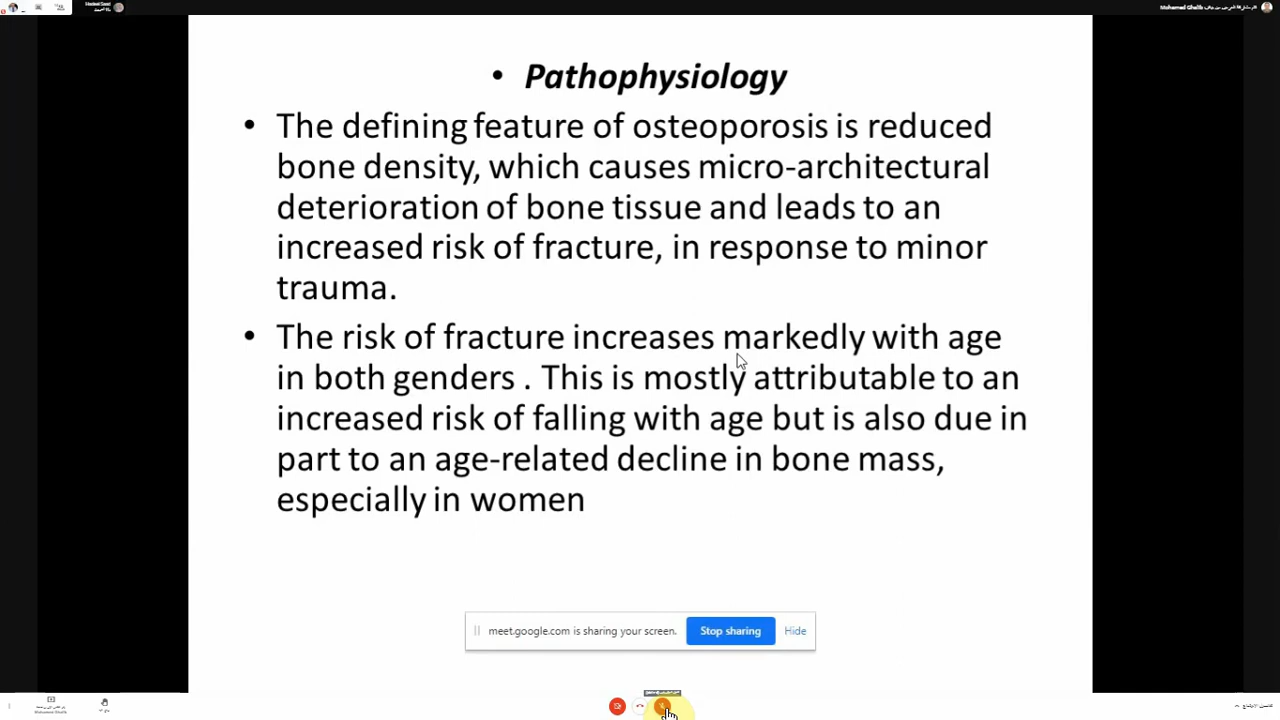 Mohamed Ghalib
• Pathophysiology
• The defining feature of osteoporosis is reduced
bone density, which causes micro-architectural
deterioration of bone tissue and leads to an
increased risk of fracture, in response to minor
trauma.
• The risk of fracture increases markedly with age
in both genders . This is mostly attributable to an
increased risk of falling with age but is also due in
part to an age-related decline in bone mass,
especially in women
meet.google.com is sharing your screen. Stop sharing Hide